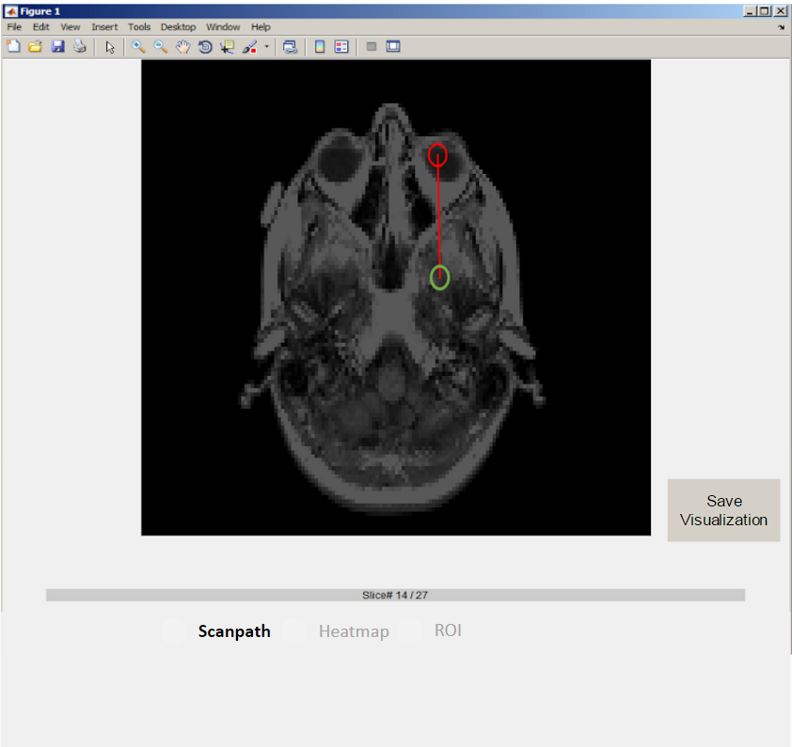 Figure 1
File Edit View Insert Tools Desktop Window Help
Save
Visualization
Slice# 14 / 27
Scanpath Heatmap ROI